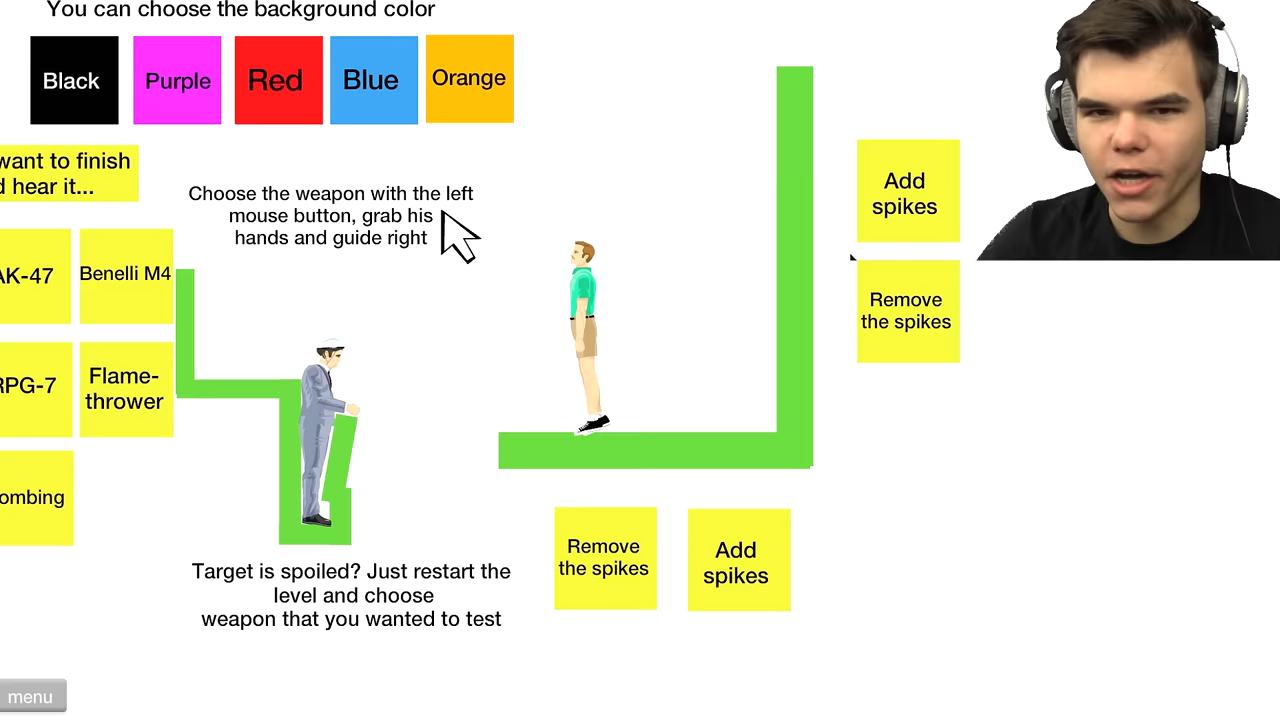 You can choose the background color
Black
Purple
Red
Blue
Orange
want to finish
d hear it...
Choose the weapon with the left
mouse button, grab his
hands and guide right
AK-47
Benelli M4
RPG-7
Flame-
thrower
ombing
Add
spikes
Remove
the spikes
Remove
the spikes
Add
spikes
Target is spoiled? Just restart the
level and choose
weapon that you wanted to test
menu